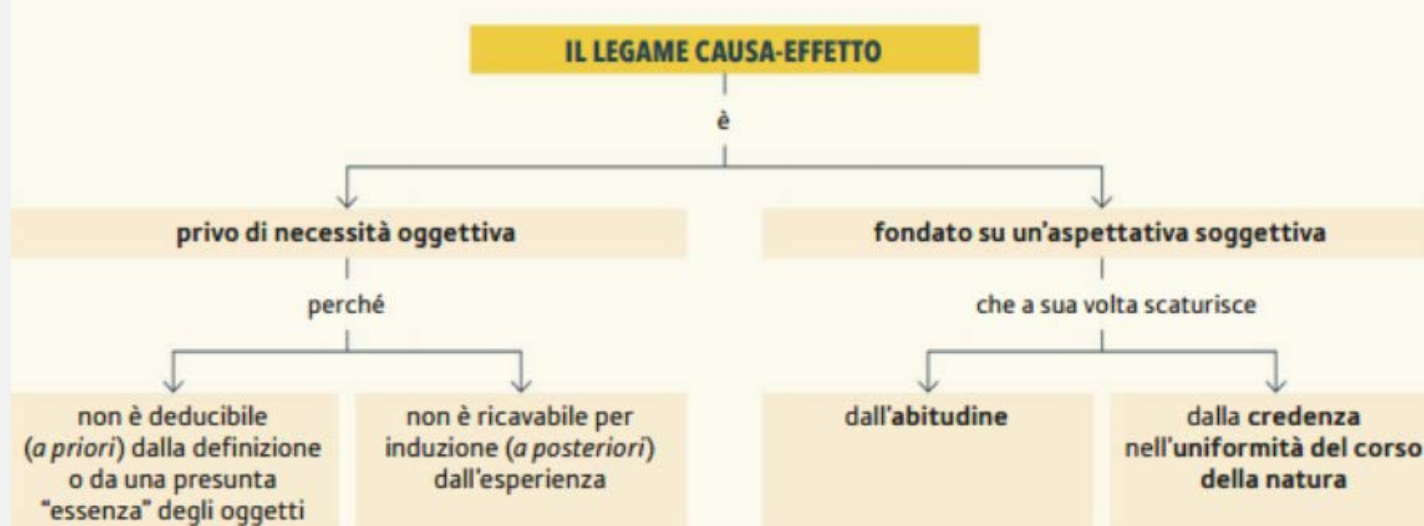 IL LEGAME CAUSA-EFFETTO
è
privo di necessità oggettiva
fondato su un'aspettativa soggettiva
perché
che a sua volta scaturisce
non è deducibile
(a priori) dalla definizione
o da una presunta
"essenza" degli oggetti
non è ricavabile per
induzione (a posteriori)
dall'esperienza
dall'abitudine
dalla credenza
nell'uniformità del corso
della natura